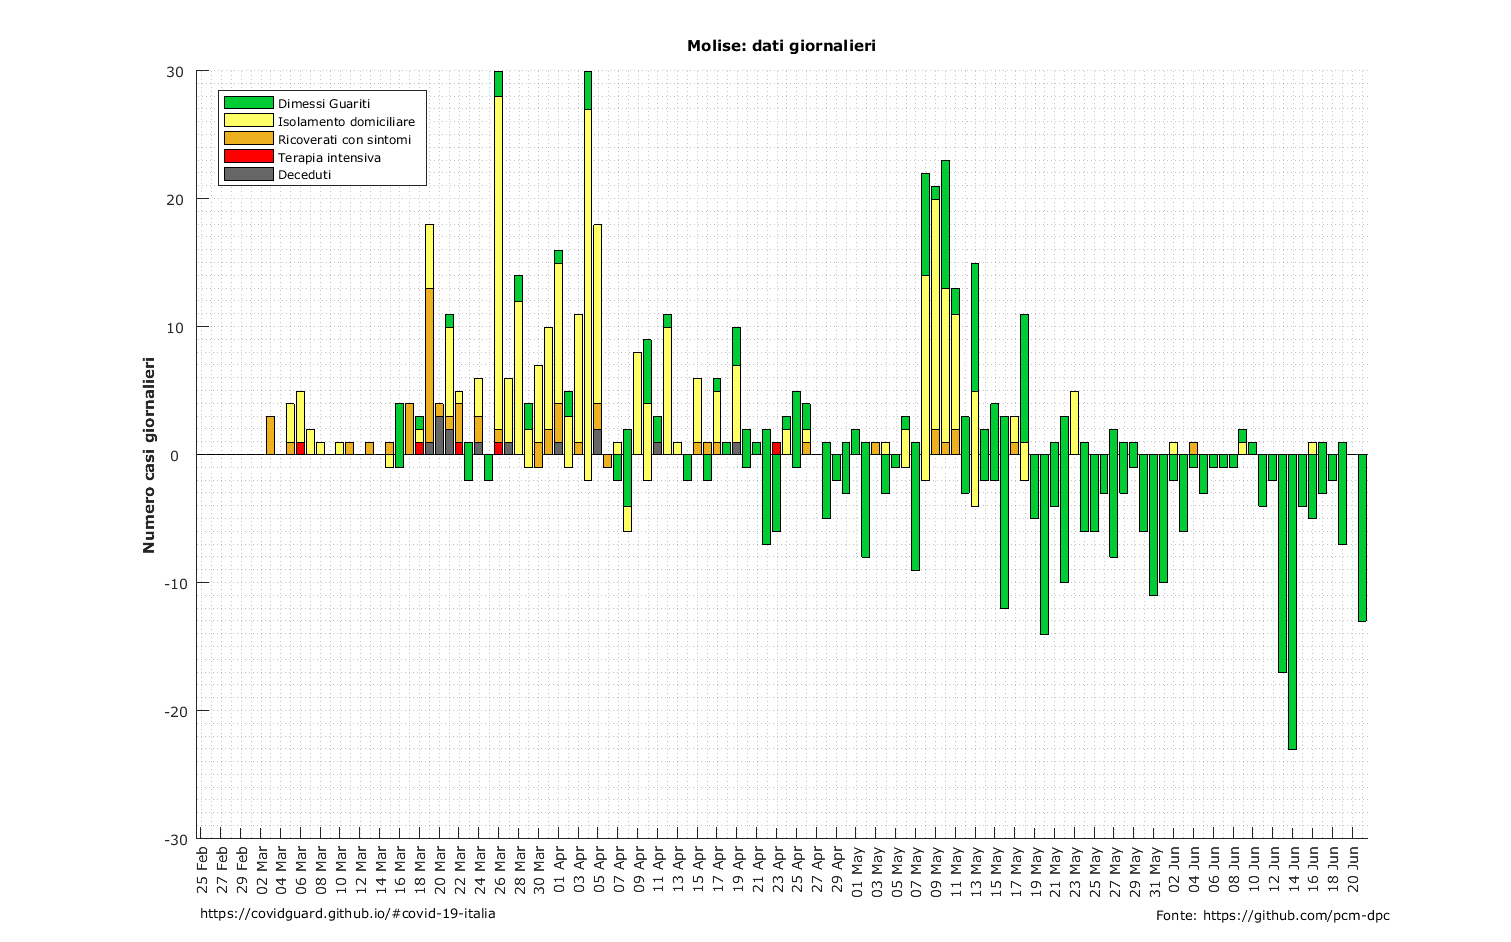 Molise: dati giornalieri
30
20
10
0
-10
-20
-30
Numero casi giornalieri
Dimessi Guariti
Isolamento domiciliare
Ricoverati con sintomi
Terapia intensiva
Deceduti
25 Feb
27 Feb
29 Feb
02 Mar
04 Mar
06 Mar
08 Mar
10 Mar
12 Mar
14 Mar
16 Mar
18 Mar
20 Mar
22 Mar
24 Mar
26 Mar
28 Mar
30 Mar
01 Apr
03 Apr
05 Apr
07 Apr
09 Apr
11 Apr
13 Apr
15 Apr
17 Apr
19 Apr
21 Apr
23 Apr
25 Apr
27 Apr
29 Apr
01 May
03 May
05 May
07 May
09 May
11 May
13 May
15 May
17 May
19 May
21 May
23 May
25 May
27 May
29 May
31 May
02 Jun
04 Jun
06 Jun
08 Jun
10 Jun
12 Jun
14 Jun
16 Jun
18 Jun
20 Jun
https://covidguard.github.io/#covid-19-italia
Fonte: https://github.com/pcm-dpc